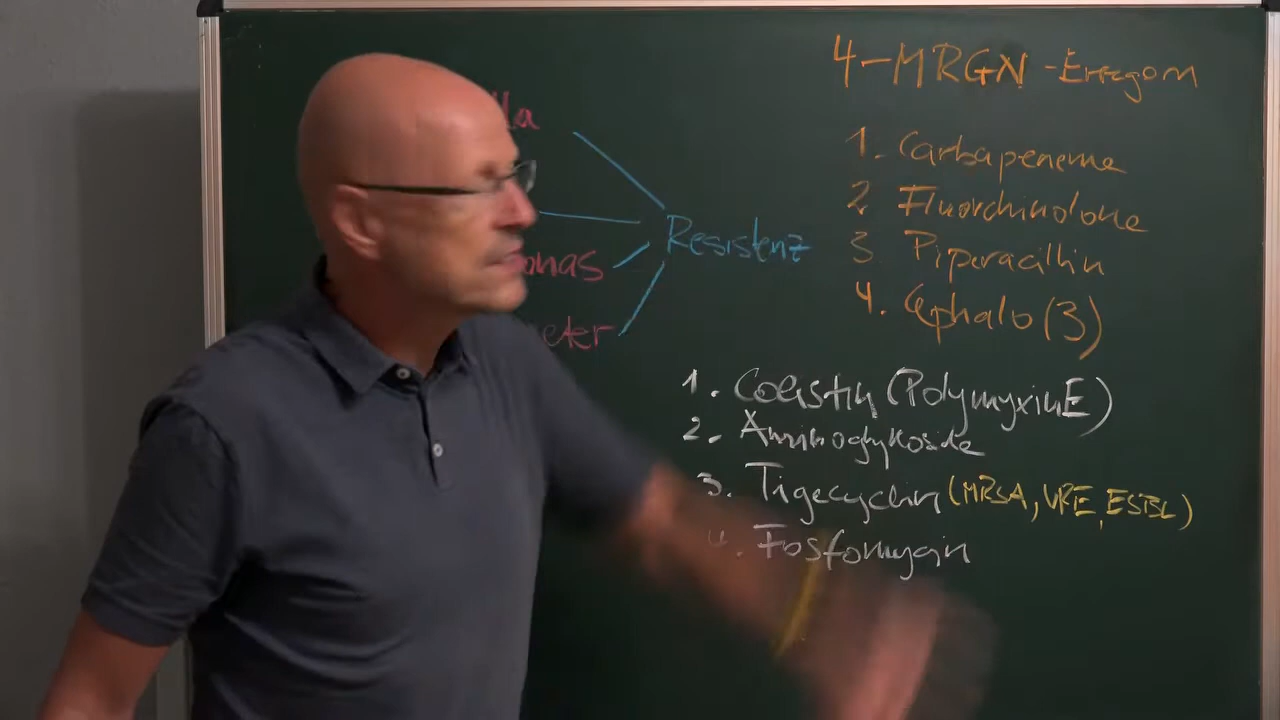 4-MRGN -Erregern
1. Carbapeneme
2 Fluorchinolone
3 Piperacillin
4. Cephalo (3)
Resistenz
1. Colistin (Polymyxin E)
2. Aminoglykoside
3. Tigecyclin (MRSA, VRE, ESBL)
4. Fosfomycin